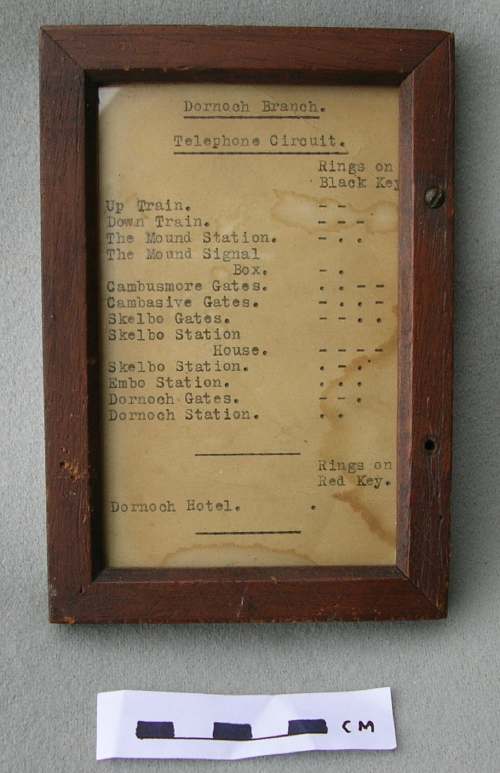 Dornoch Branch.
Telephone Circuit.
Rings on
Black Key
Up Train. - -
Down Train. - - -
The Mound Station. - . .
The Mound Signal
Box. - .
Cambusmore Gates. . . - -
Cambasive Gates. - - . -
Skelbo Gates. - - . .
Skelbo Station
House. - - - -
Skelbo Station. . - .
Embo Station. . . .
Dornoch Gates. - - .
Dornoch Station. . .
Rings on
Red Key.
Dornoch Hotel. .
CM